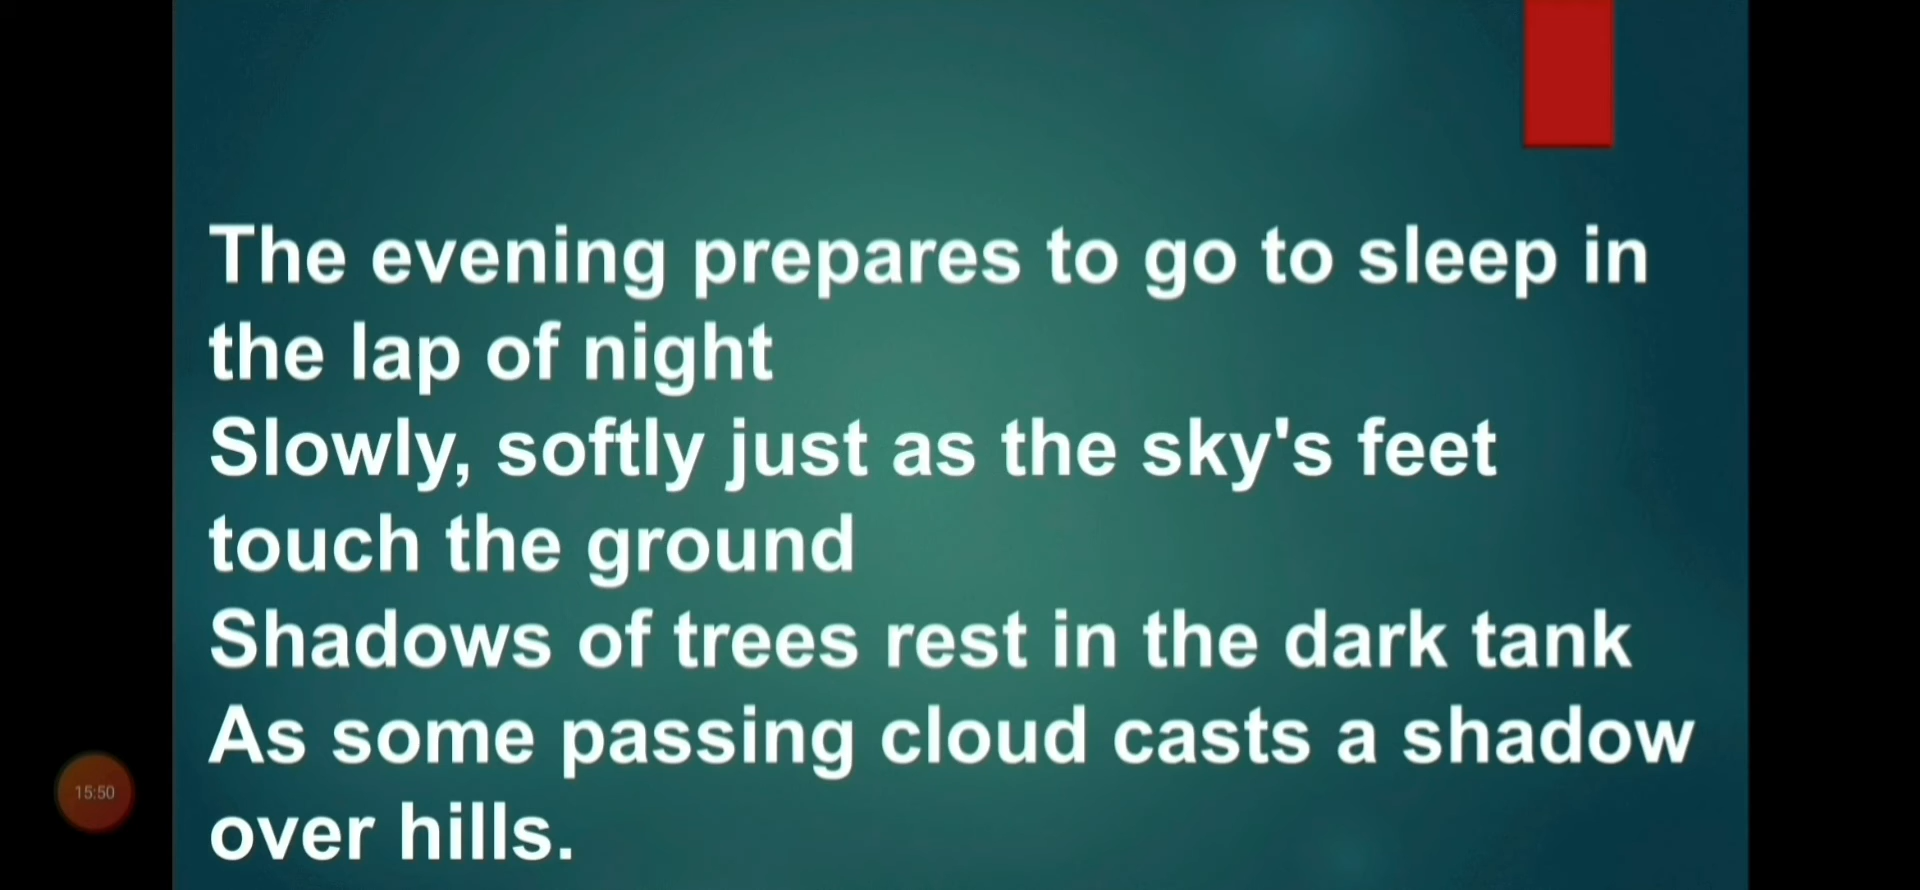 The evening prepares to go to sleep in
the lap of night
Slowly, softly just as the sky's feet
touch the ground
Shadows of trees rest in the dark tank
As some passing cloud casts a shadow
over hills.
15:50